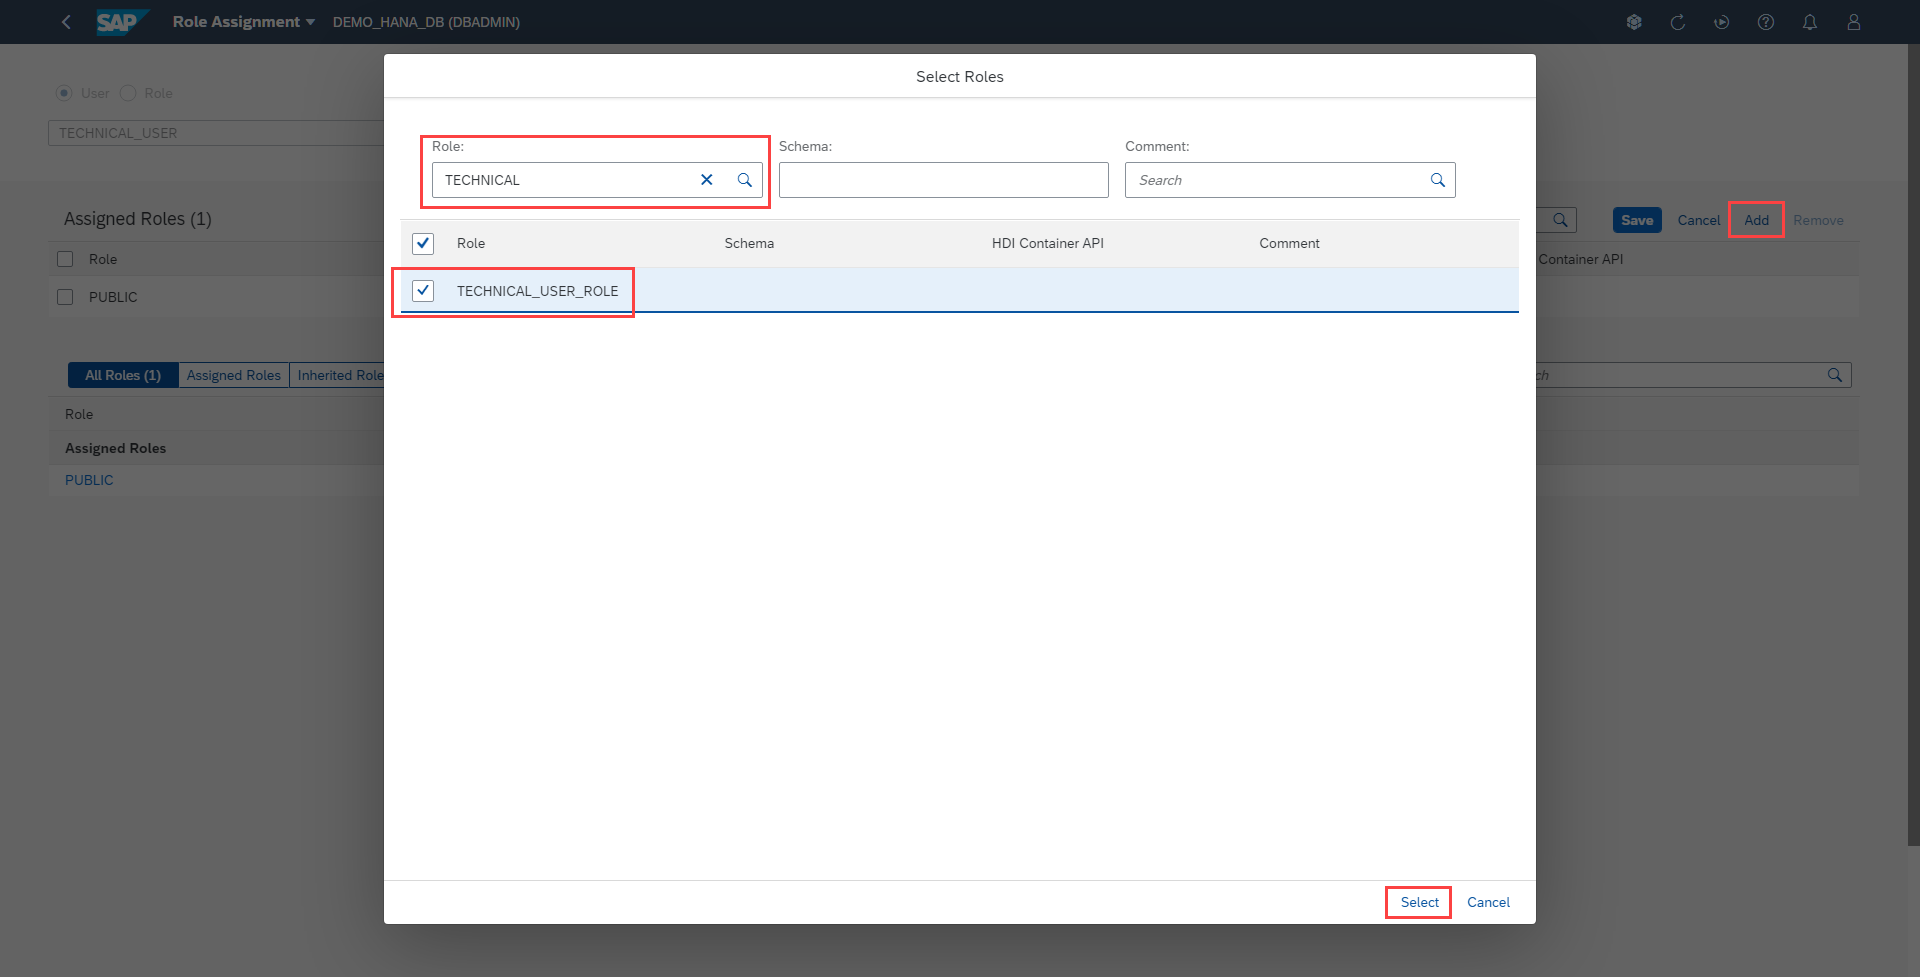 SAP Role Assignment DEMO_HANA_DB (DBADMIN)
User Role
TECHNICAL_USER
Assigned Roles (1)
Save Cancel Add Remove
Role
Container API
PUBLIC
All Roles (1) Assigned Roles Inherited Role
ch
Role
Assigned Roles
PUBLIC
Select Roles
Role: Schema: Comment:
TECHNICAL Search
Role Schema HDI Container API Comment
TECHNICAL_USER_ROLE
Select Cancel